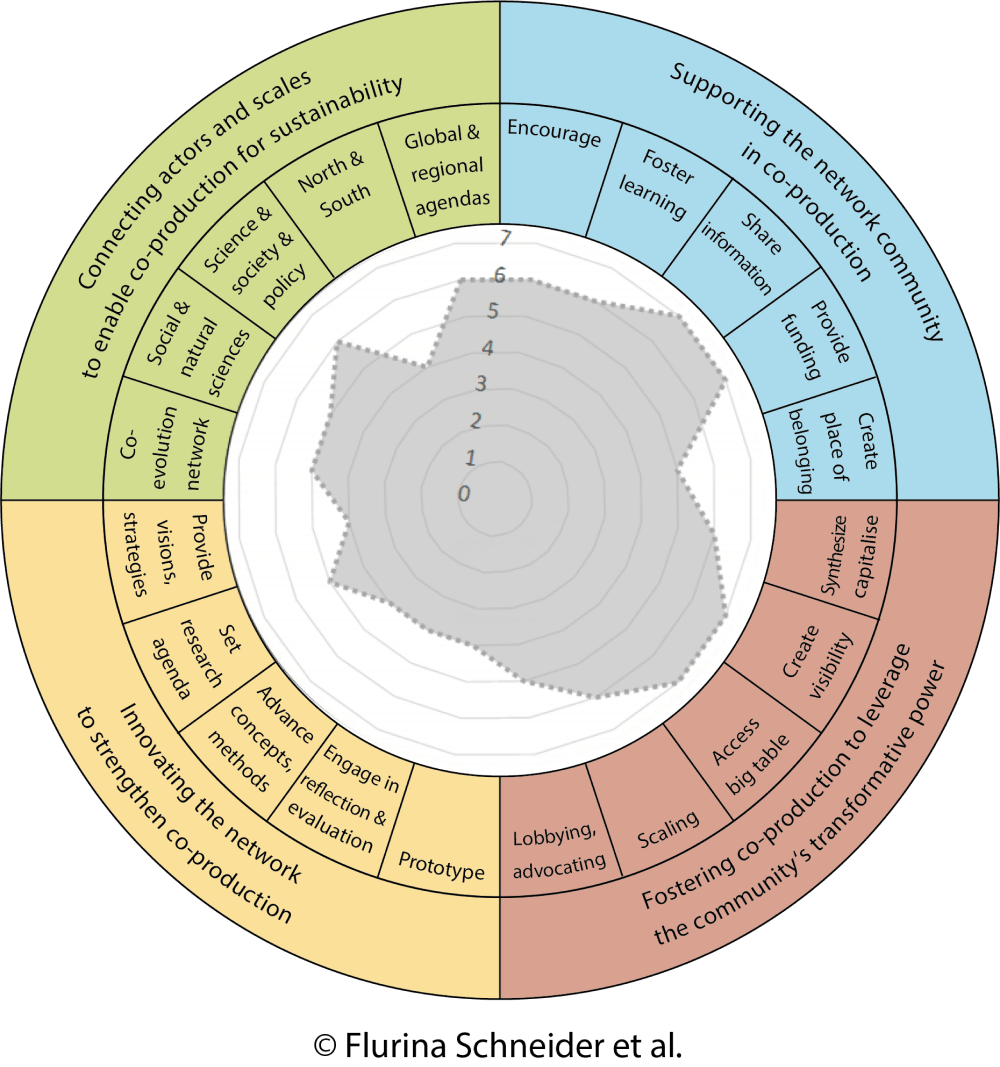 Connecting actors and scales
to enable co-production for sustainability
Supporting the network community
in co-production
Global &
regional
agendas
North &
South
Science &
society &
policy
Social &
natural
sciences
Co-
evolution
network
Encourage
Foster
learning
Share
information
Provide
funding
Create
place of
belonging
7
6
5
4
3
2
1
0
Provide
visions,
strategies
Set
research
agenda
Advance
concepts,
methods
Engage in
reflection &
evaluation
Prototype
Synthesize
capitalise
Create
visibility
Access
big table
Scaling
Lobbying,
advocating
Innovating the network
to strengthen co-production
Fostering co-production to leverage
the community's transformative power
© Flurina Schneider et al.